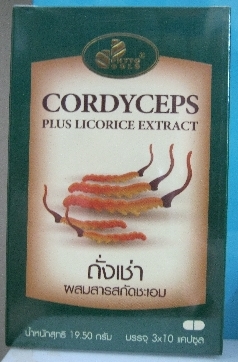 PHYTO
GOLD
CORDYCEPS
PLUS LICORICE EXTRACT
ถั่งเช่า
ผสมสารสกัดชะเอม
น้ำหนักสุทธิ 19.50 กรัม บรรจุ 3x10 แคปซูล